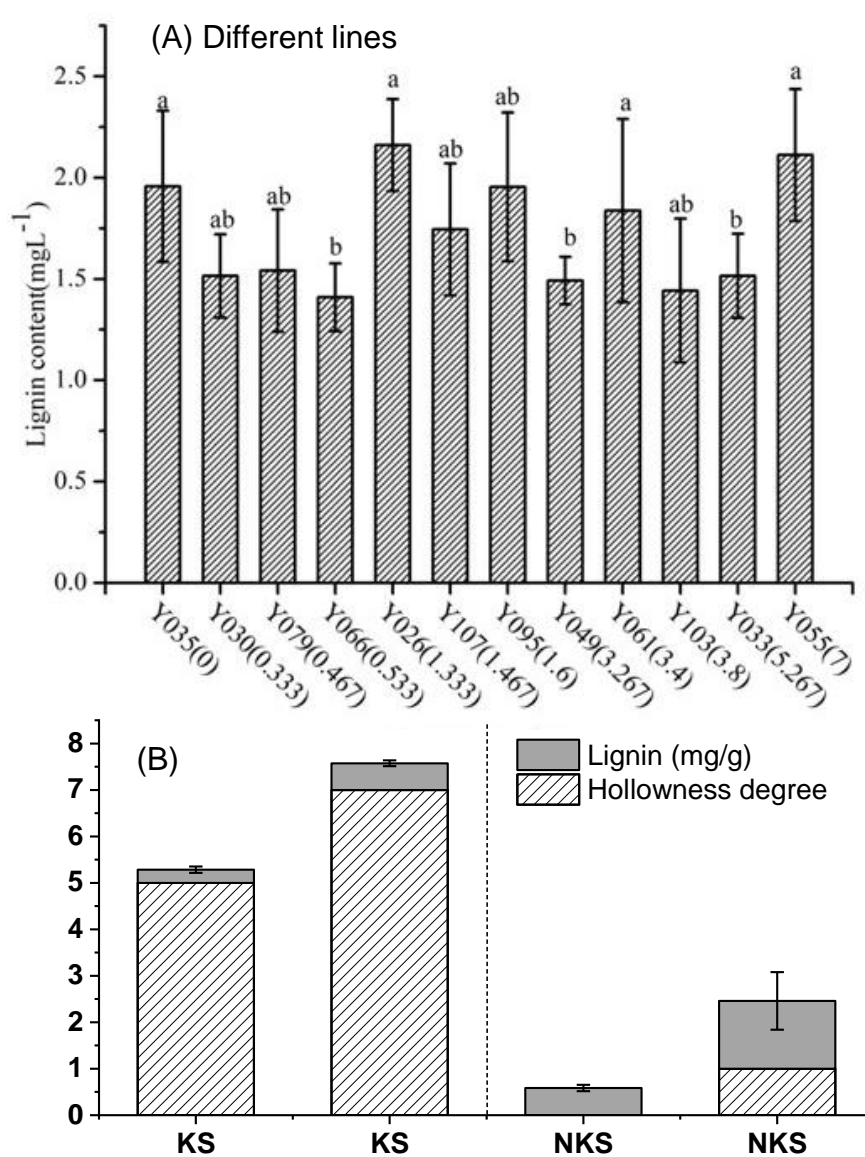 (A) Different lines
Lignin content(mgL⁻¹)
2.5
2.0
1.5
1.0
0.5
0.0
a
ab
ab
b
a
ab
ab
b
a
ab
b
a
Y035(0)
Y030(0.333)
Y079(0.467)
Y066(0.533)
Y026(1.333)
Y107(1.467)
Y095(1.6)
Y049(3.267)
Y061(3.4)
Y103(3.8)
Y033(5.267)
Y055(7)
(B)
8
7
6
5
4
3
2
1
0
Lignin (mg/g)
Hollowness degree
KS
KS
NKS
NKS